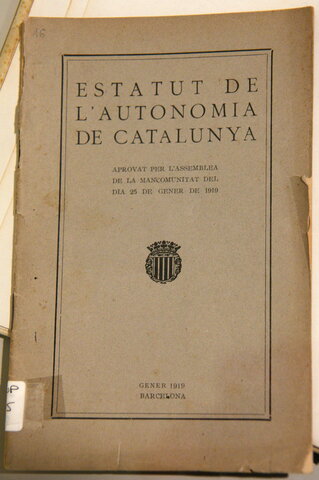 16
ESTATUT DE
L'AUTONOMIA
DE CATALUNYA
APROVAT PER L'ASSEMBLEA
DE LA MANCOMUNITAT DEL
DIA 25 DE GENER DE 1919
GENER 1919
BARCELONA